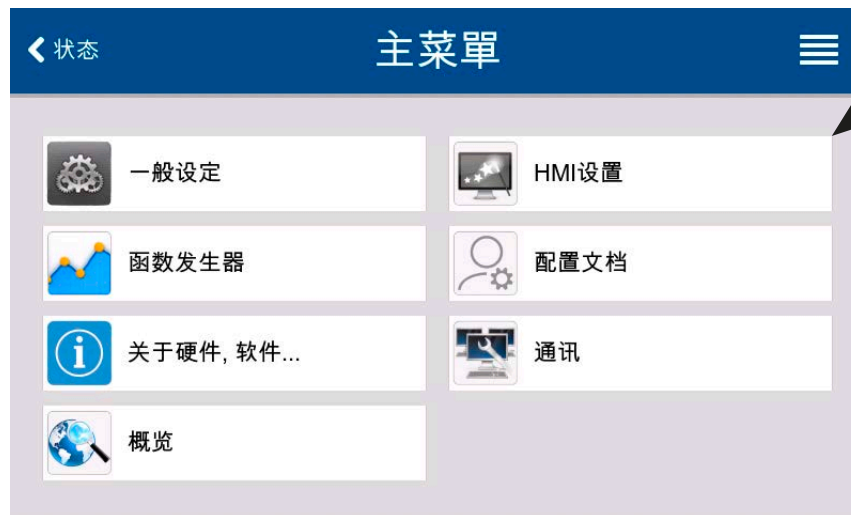 状态
主菜單
一般设定
HMI设置
函数发生器
配置文档
关于硬件, 软件...
通讯
概览